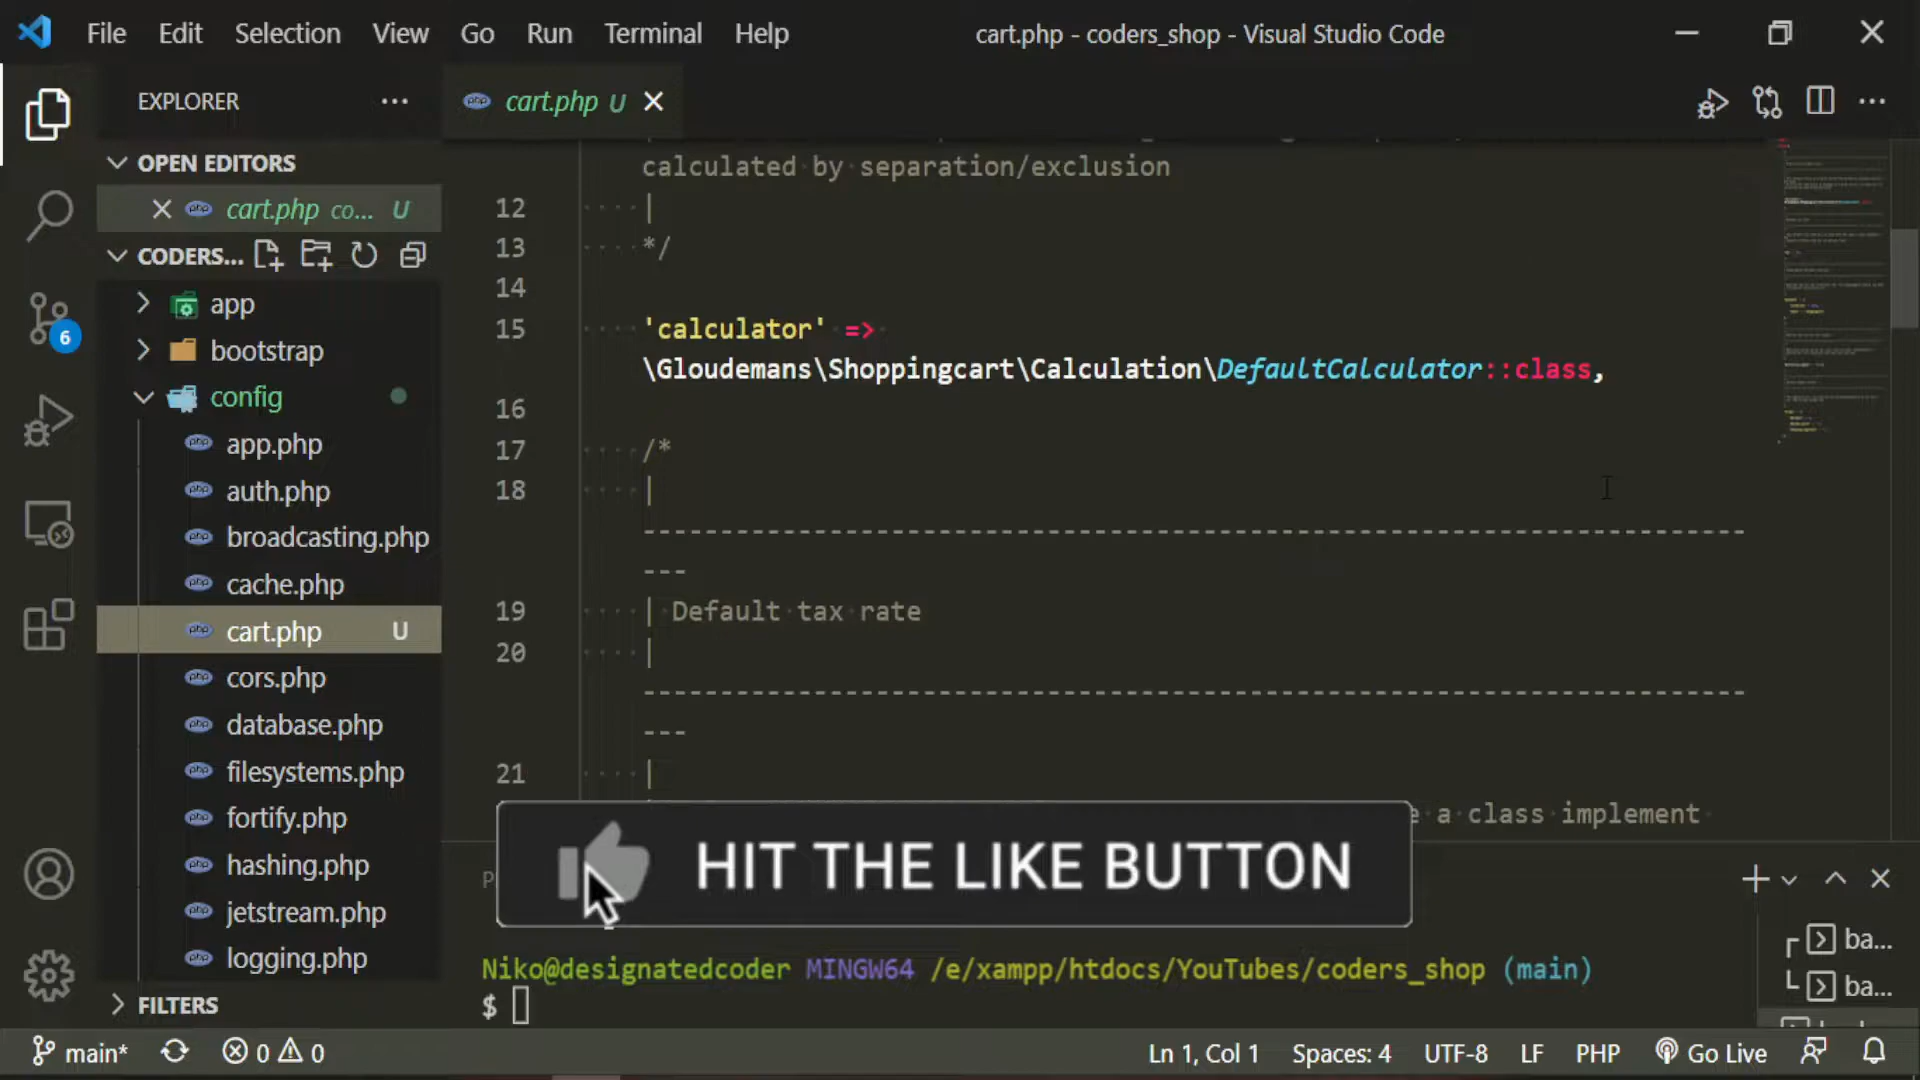 File Edit Selection View Go Run Terminal Help cart.php - coders_shop - Visual Studio Code
EXPLORER
cart.php U
OPEN EDITORS
cart.php co... U
CODERS...
app
bootstrap
config
app.php
auth.php
broadcasting.php
cache.php
cart.php U
cors.php
database.php
filesystems.php
fortify.php
hashing.php
jetstream.php
logging.php
FILTERS
6
calculated by separation/exclusion
12 |
13 */
14
15 'calculator' =>
\Gloudemans\Shoppingcart\Calculation\DefaultCalculator::class,
16
17 /*
18 |
--------------------------------------------------------------------------
---
19 | Default tax rate
20 |
--------------------------------------------------------------------------
---
21 |
a class implement
HIT THE LIKE BUTTON
Niko@designatedcoder MINGW64 /e/xampp/htdocs/YouTubes/coders_shop (main)
$
ba...
ba...
main* 0 0 Ln 1, Col 1 Spaces: 4 UTF-8 LF PHP Go Live